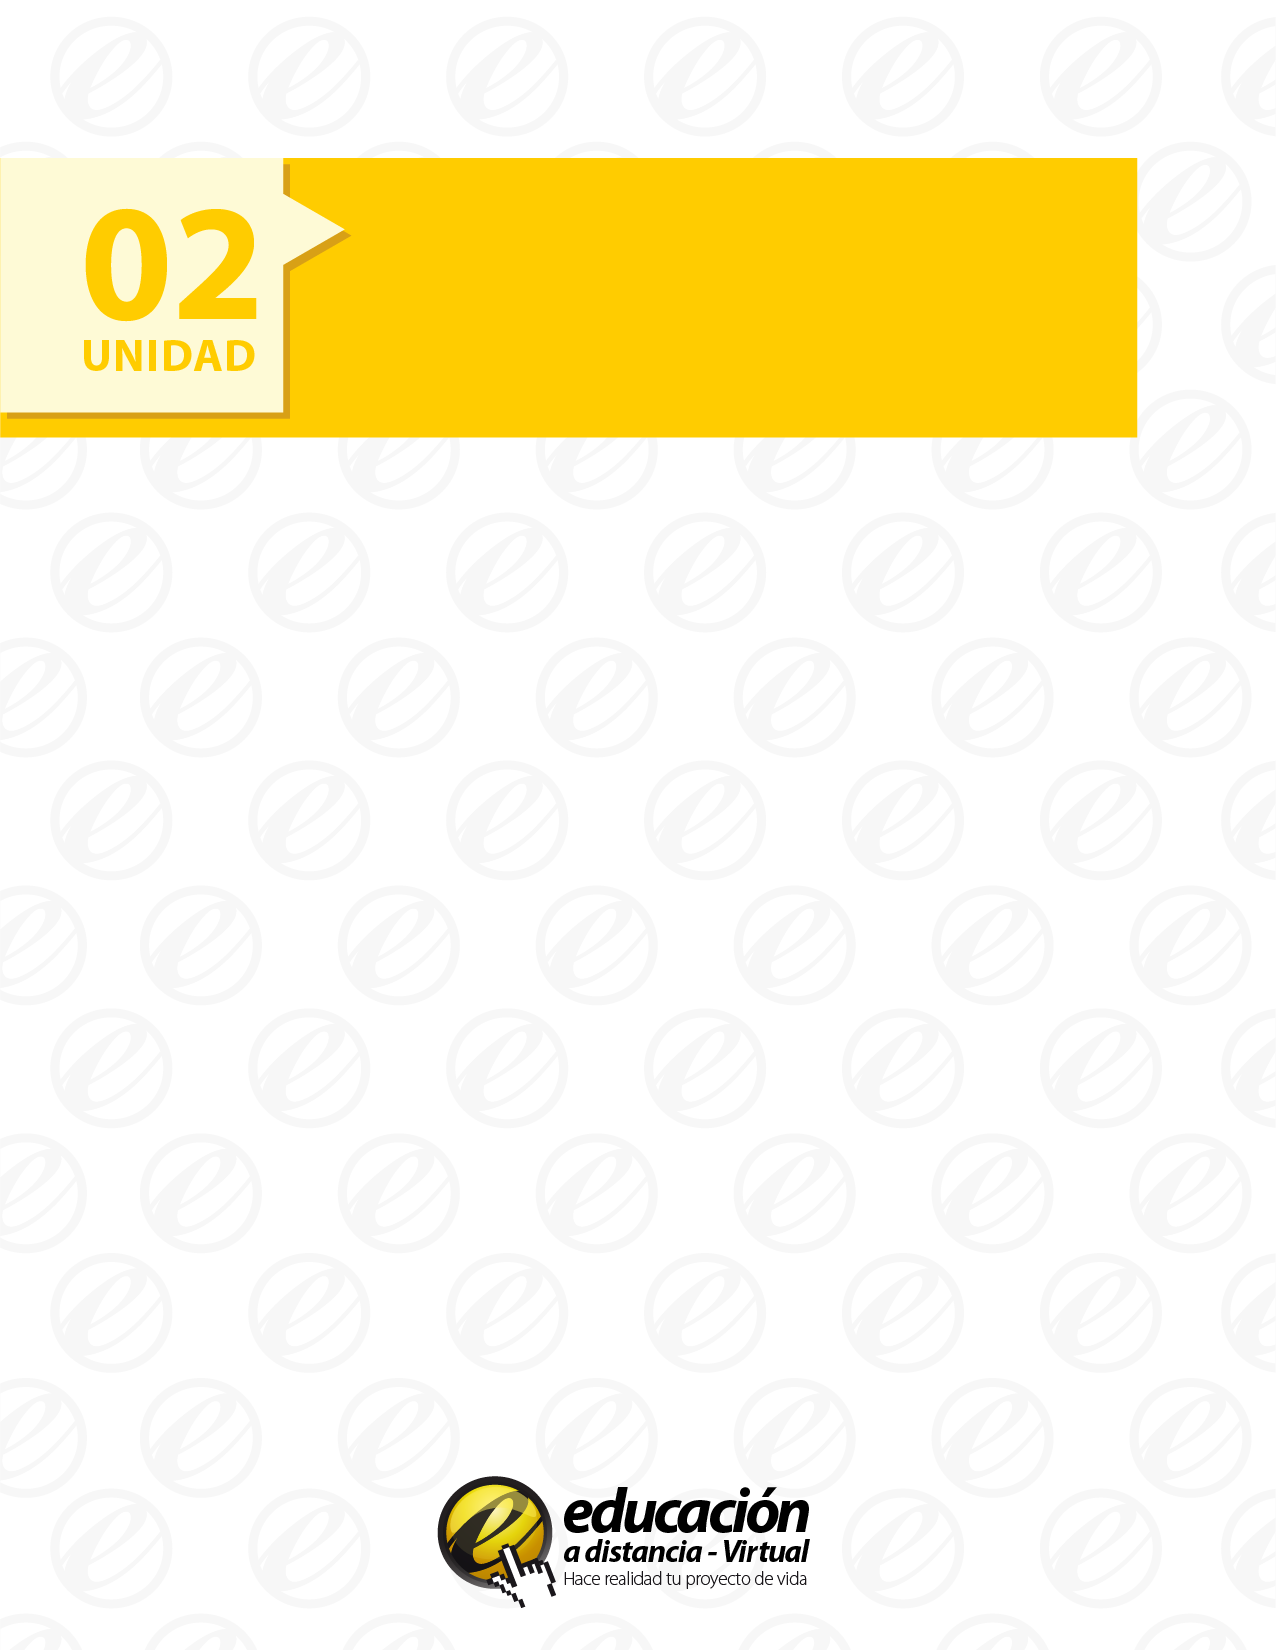 02
UNIDAD
educación
a distancia - Virtual
Hace realidad tu proyecto de vida